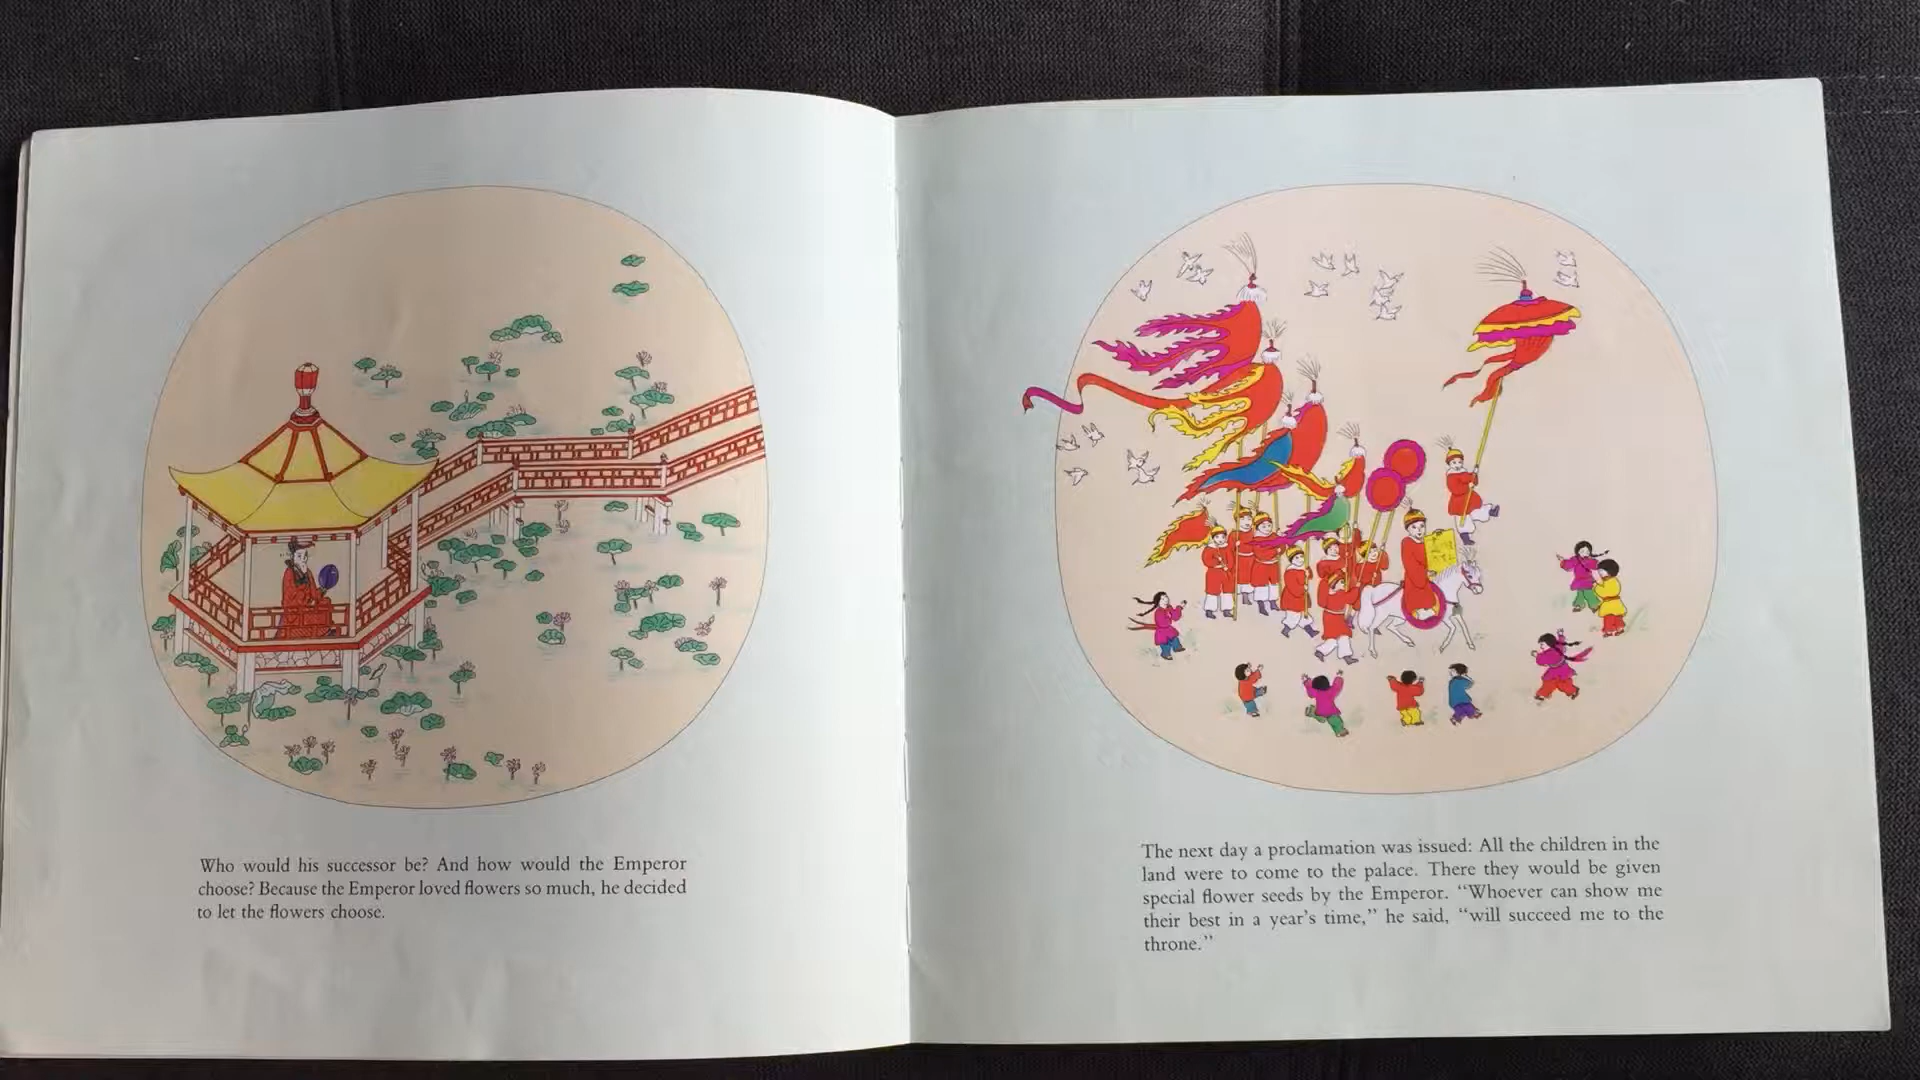 Who would his successor be? And how would the Emperor
choose? Because the Emperor loved flowers so much, he decided
to let the flowers choose.
The next day a proclamation was issued: All the children in the
land were to come to the palace. There they would be given
special flower seeds by the Emperor. “Whoever can show me
their best in a year’s time,” he said, “will succeed me to the
throne.”